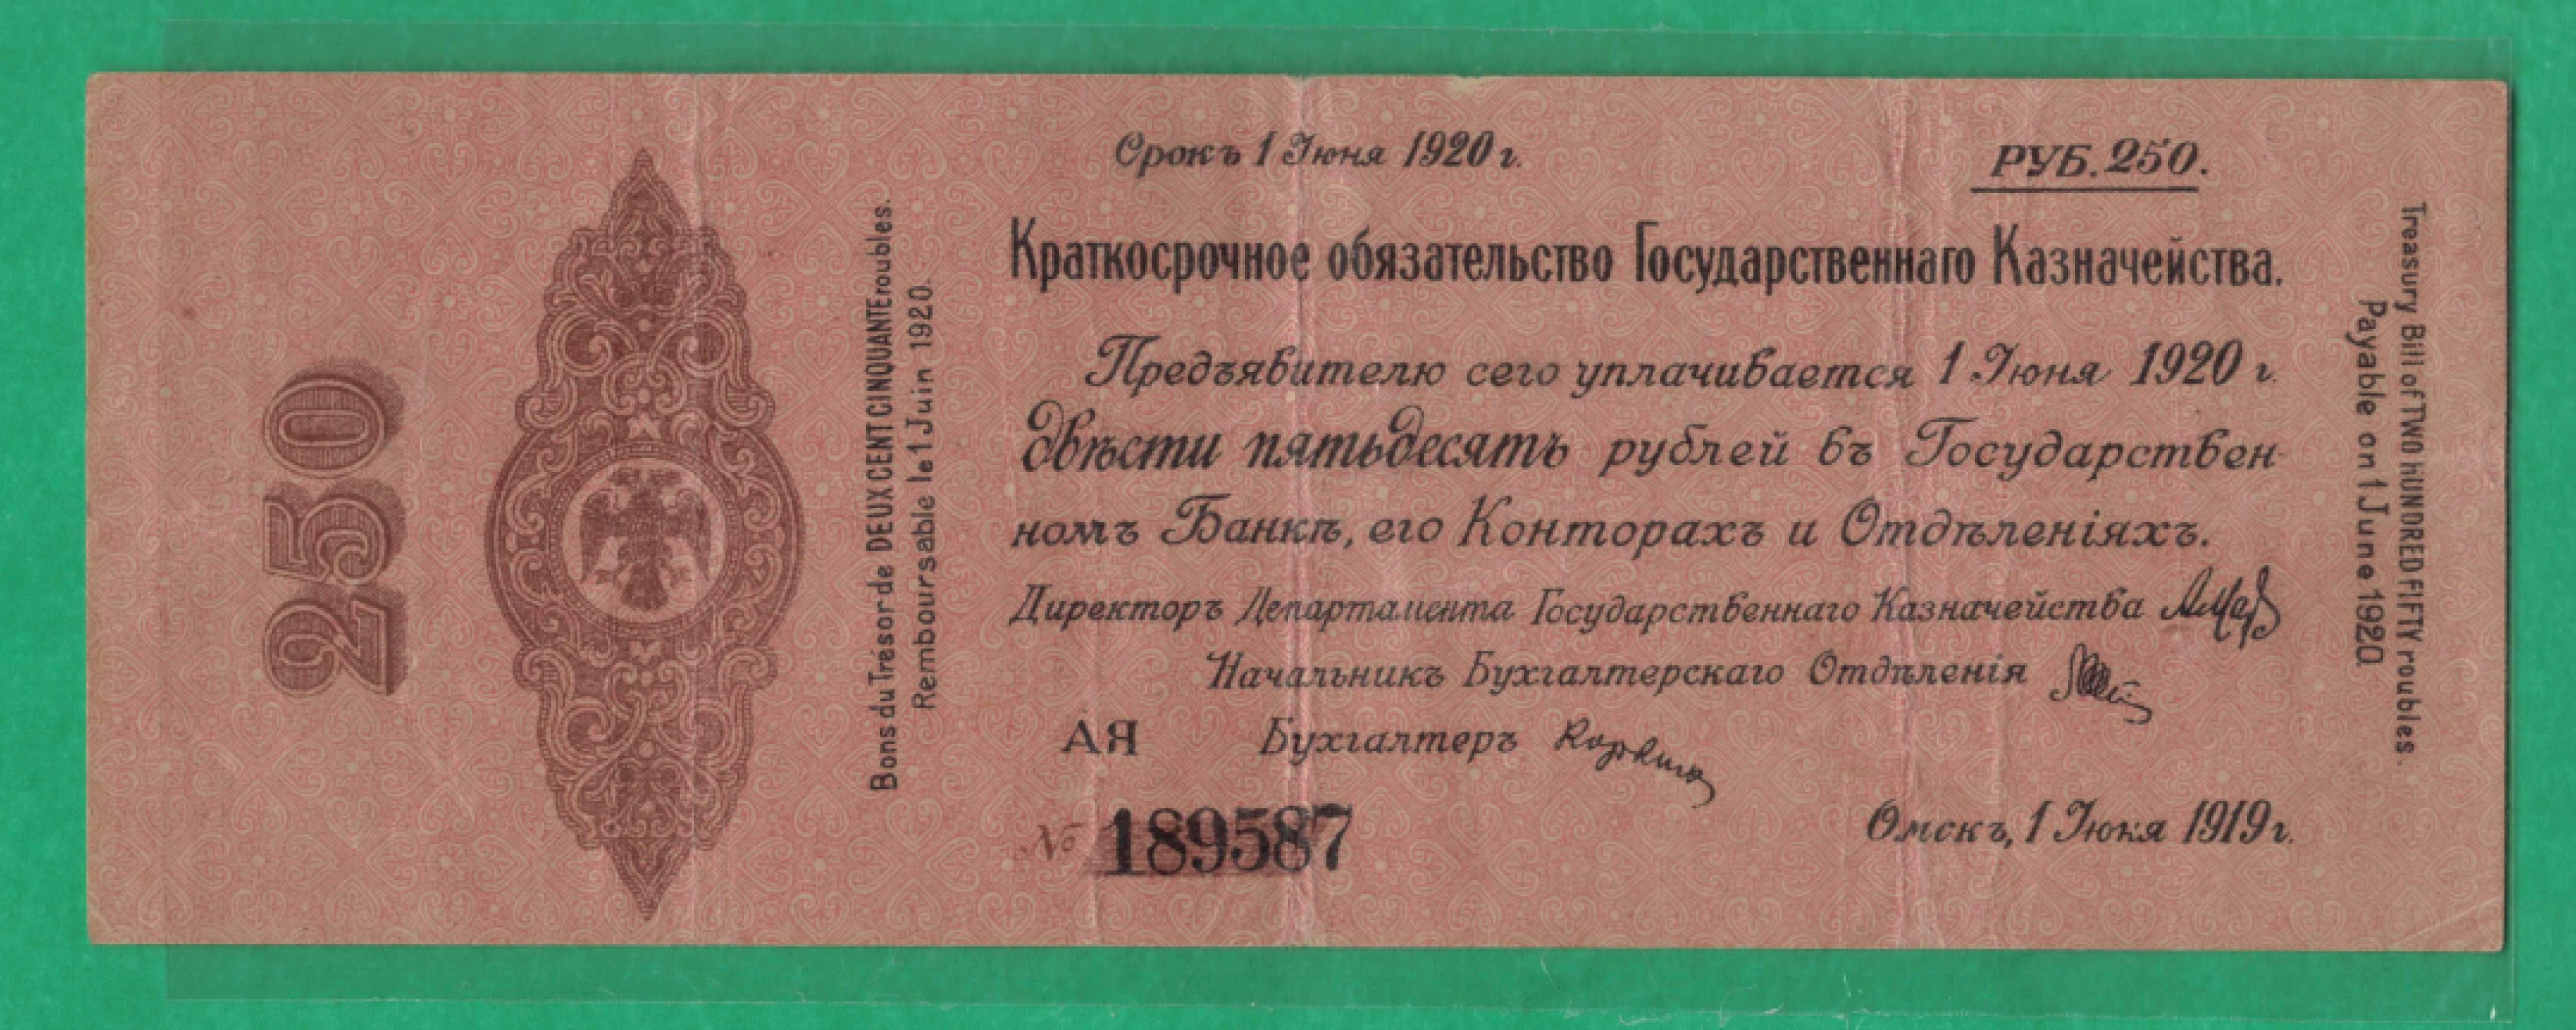 250
Bons du Trésor de DEUX CENT CINQUANTE roubles.
Remboursable le 1 Juin 1920.
Срокъ 1 Июня 1920 г.
РУБ. 250.
Краткосрочное обязательство Государственнаго Казначейства.
Предъявителю сего уплачивается 1 Июня 1920 г.
двѣсти пятьдесятъ рублей въ Государствен-
номъ Банкѣ, его Конторахъ и Отдѣленіяхъ.
Директоръ Департамента Государственнаго Казначейства
Начальникъ Бухгалтерскаго Отдѣленія
АЯ Бухгалтеръ
№ 189587
Омскъ, 1 Июня 1919 г.
Treasury Bill of TWO HUNDRED FIFTY roubles.
Payable on 1 June 1920.